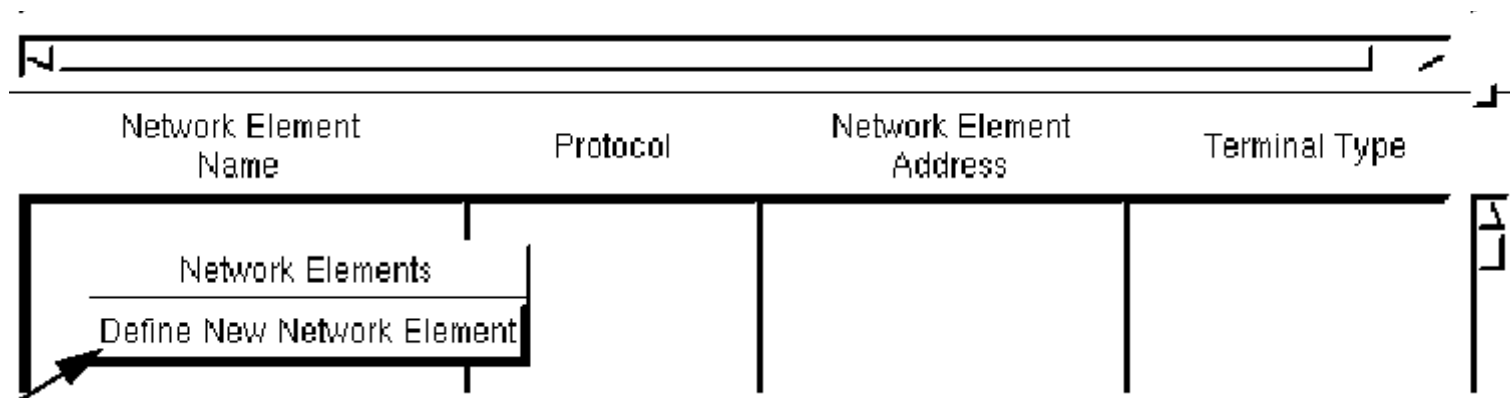 Network Element
Name
Protocol
Network Element
Address
Terminal Type
Network Elements
Define New Network Element